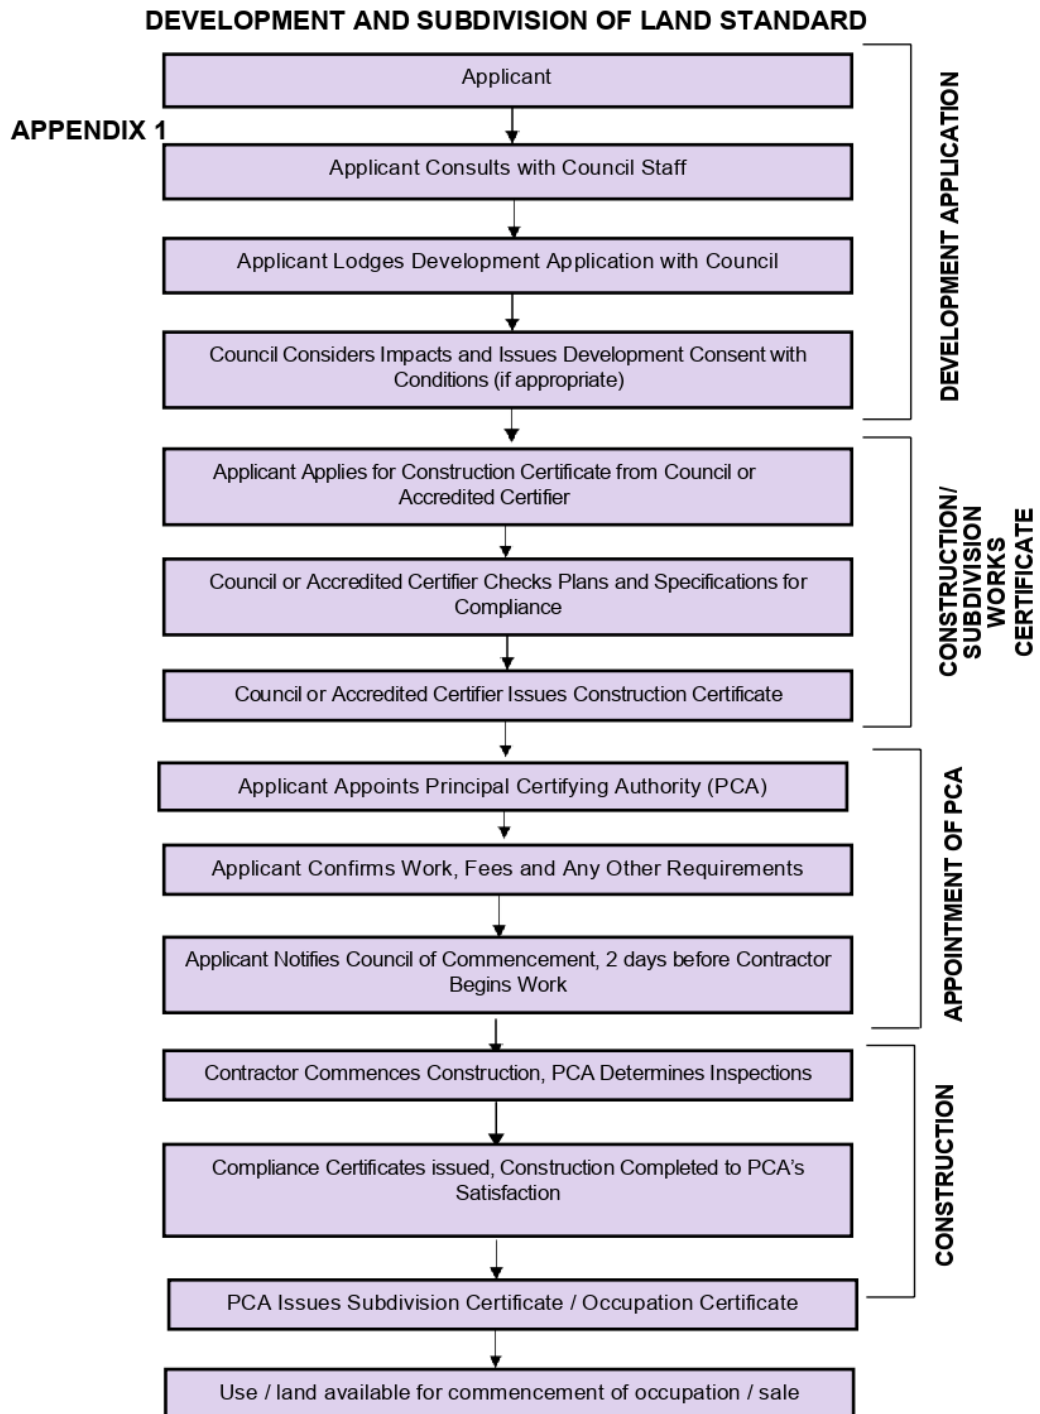 DEVELOPMENT AND SUBDIVISION OF LAND STANDARD
Applicant
APPENDIX 1
Applicant Consults with Council Staff
Applicant Lodges Development Application with Council
Council Considers Impacts and Issues Development Consent with
Conditions (if appropriate)
DEVELOPMENT APPLICATION
Applicant Applies for Construction Certificate from Council or
Accredited Certifier
Council or Accredited Certifier Checks Plans and Specifications for
Compliance
Council or Accredited Certifier Issues Construction Certificate
CONSTRUCTION/
SUBDIVISION
WORKS
CERTIFICATE
Applicant Appoints Principal Certifying Authority (PCA)
Applicant Confirms Work, Fees and Any Other Requirements
Applicant Notifies Council of Commencement, 2 days before Contractor
Begins Work
APPOINTMENT OF PCA
Contractor Commences Construction, PCA Determines Inspections
Compliance Certificates issued, Construction Completed to PCA's
Satisfaction
PCA Issues Subdivision Certificate / Occupation Certificate
CONSTRUCTION
Use / land available for commencement of occupation / sale